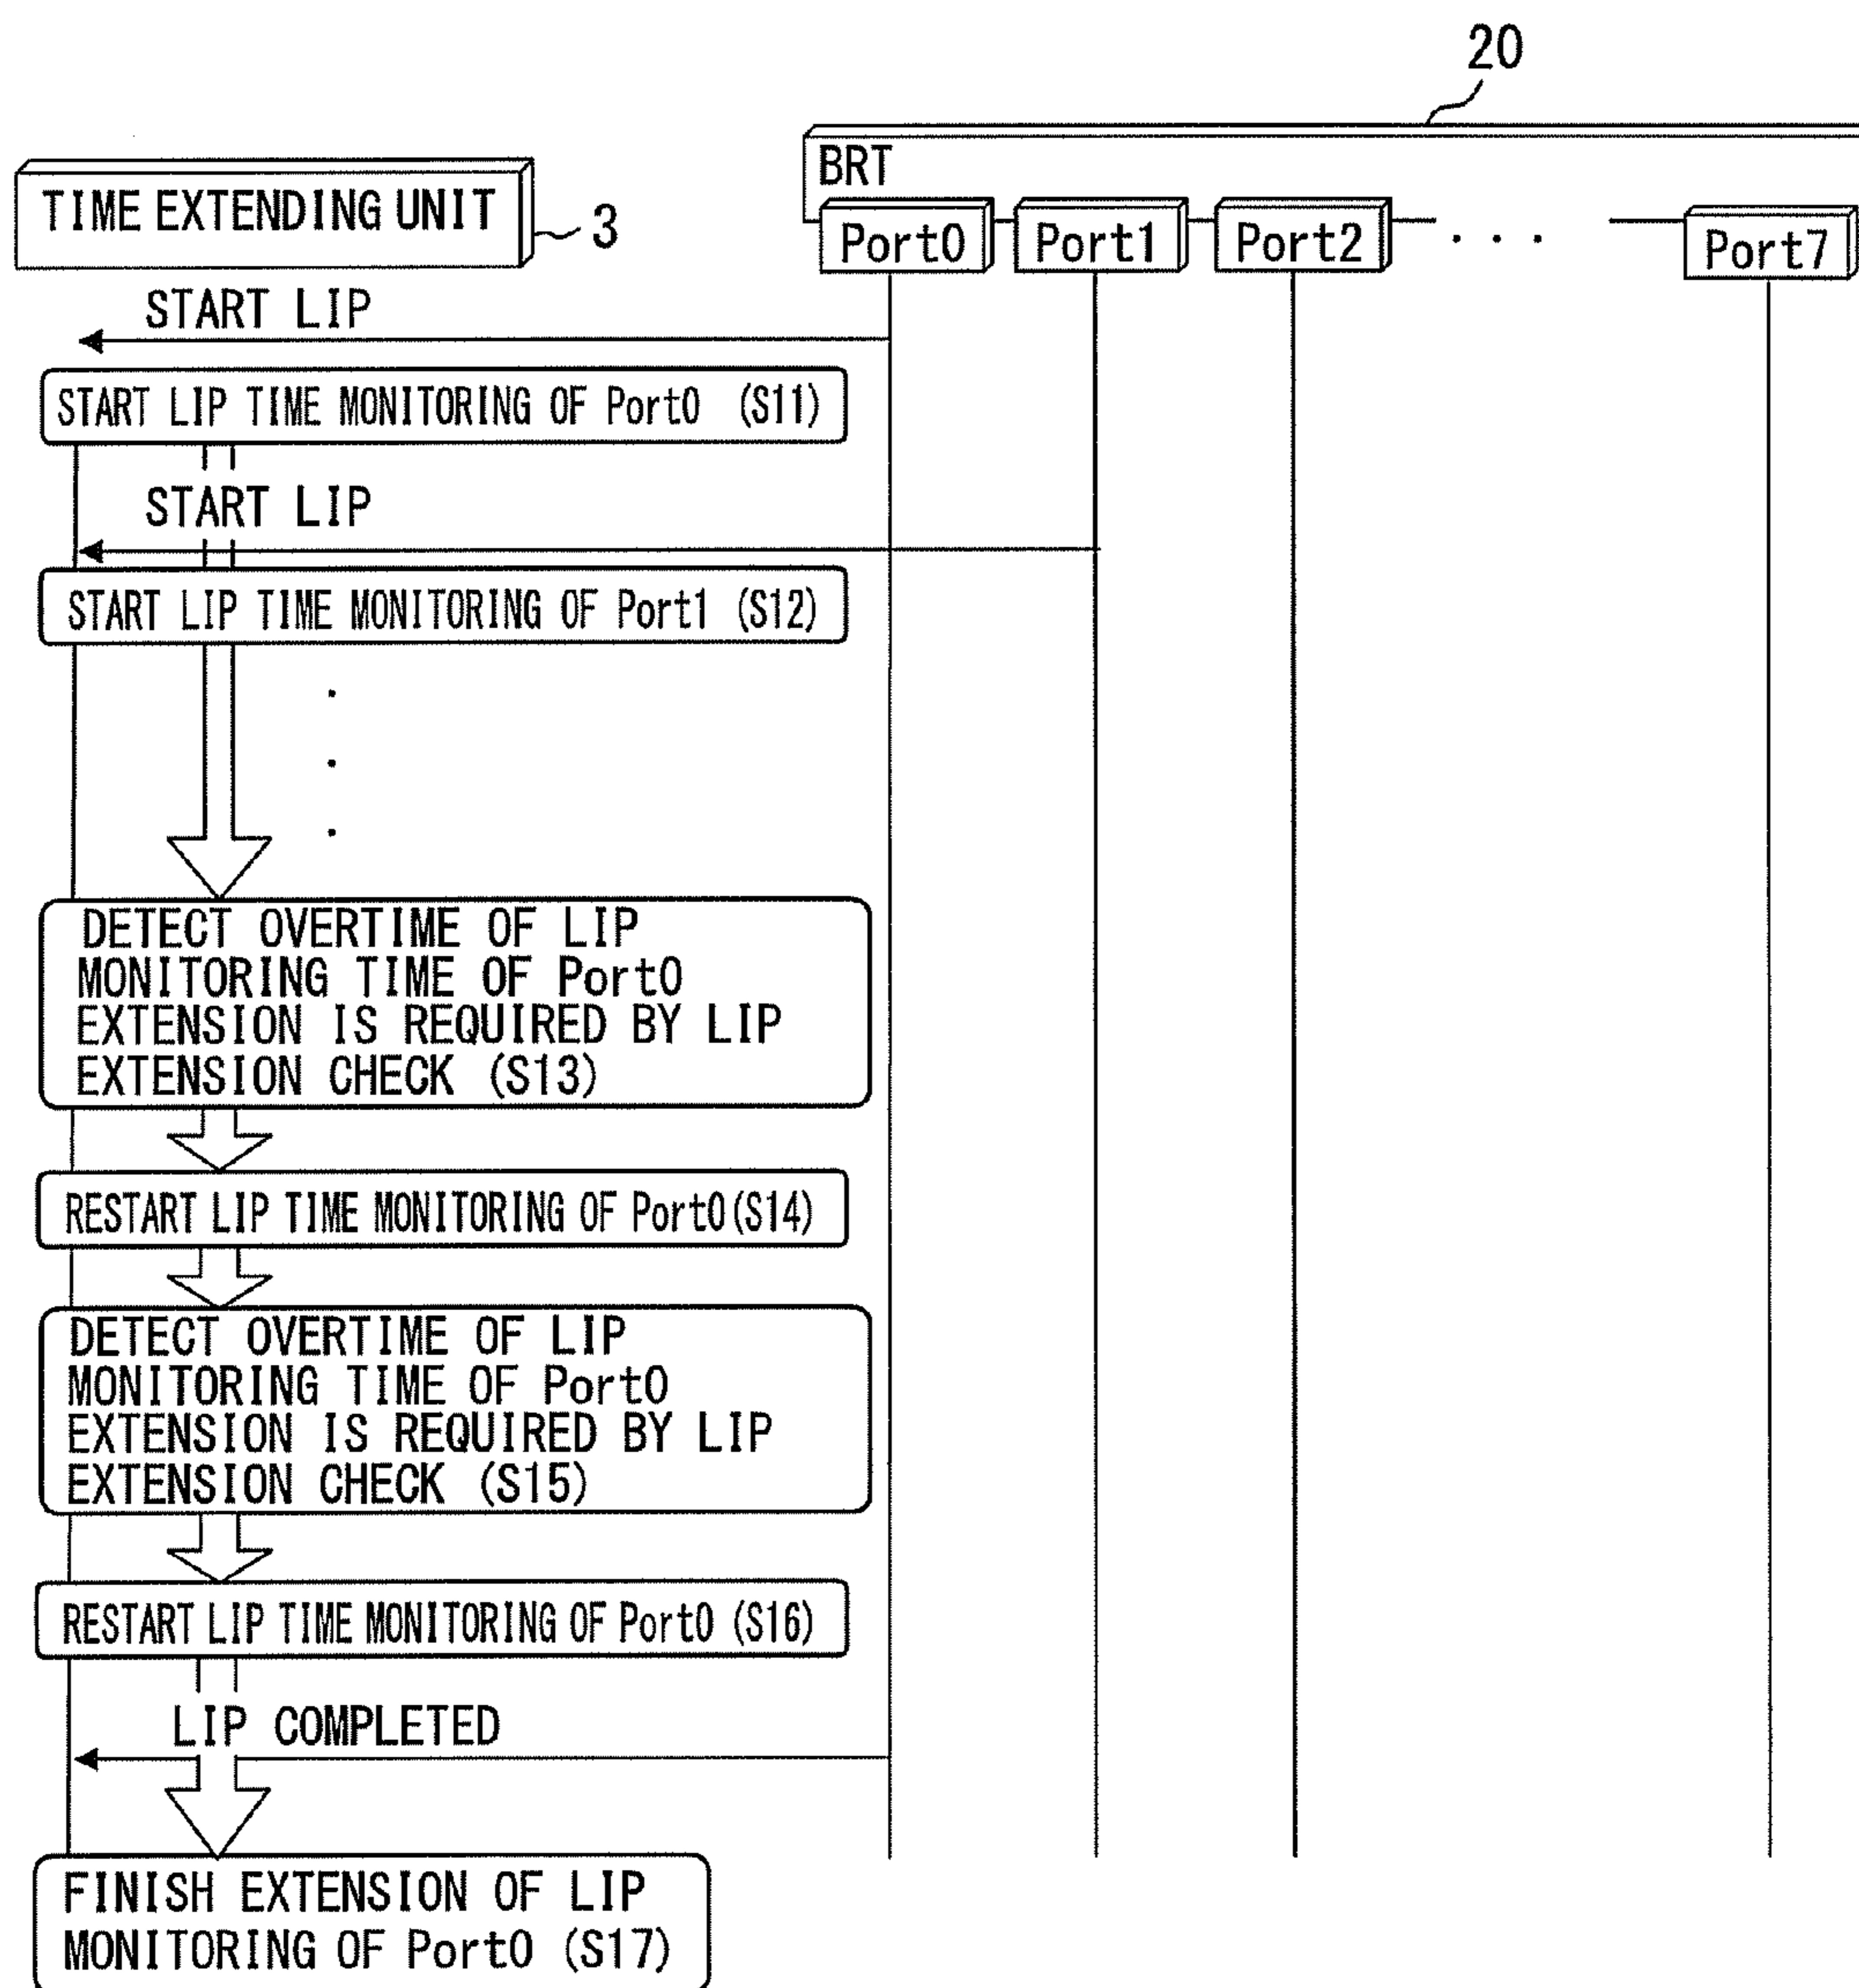 20
BRT
TIME EXTENDING UNIT
3
Port0
Port1
Port2
. . .
Port7
START LIP
START LIP TIME MONITORING OF Port0 (S11)
START LIP
START LIP TIME MONITORING OF Port1 (S12)
DETECT OVERTIME OF LIP
MONITORING TIME OF Port0
EXTENSION IS REQUIRED BY LIP
EXTENSION CHECK (S13)
RESTART LIP TIME MONITORING OF Port0(S14)
DETECT OVERTIME OF LIP
MONITORING TIME OF Port0
EXTENSION IS REQUIRED BY LIP
EXTENSION CHECK (S15)
RESTART LIP TIME MONITORING OF Port0 (S16)
LIP COMPLETED
FINISH EXTENSION OF LIP
MONITORING OF Port0 (S17)